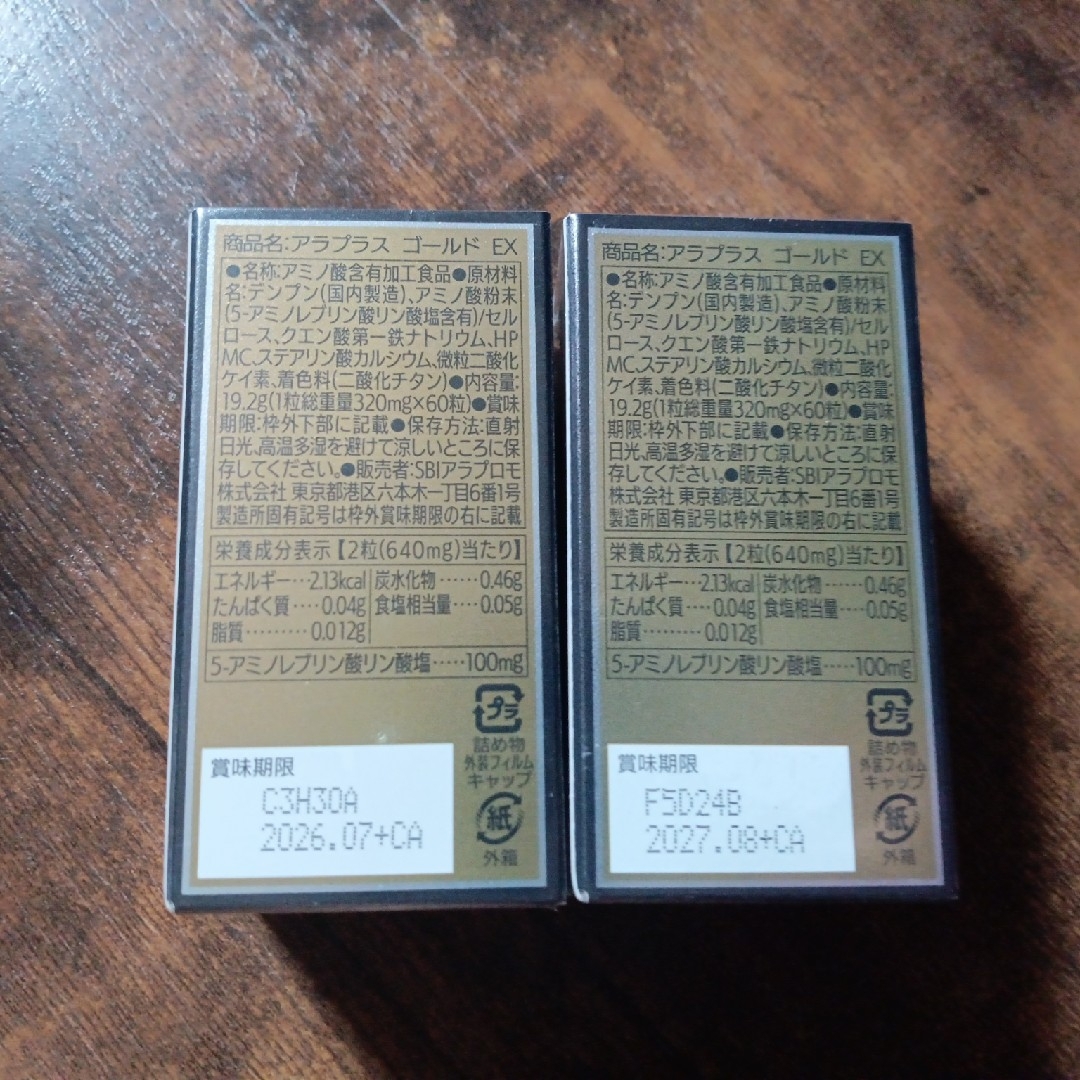 商品名:アラプラス ゴールド EX
●名称:アミノ酸含有加工食品●原材料
名:デンプン(国内製造)、アミノ酸粉末
(5-アミノレブリン酸リン酸塩含有)/セル
ロース、クエン酸第一鉄ナトリウム、HP
MC、ステアリン酸カルシウム、微粒二酸化
ケイ素、着色料(二酸化チタン)●内容量:
19.2g(1粒総重量320mg×60粒)●賞味
期限:枠外下部に記載●保存方法:直射
日光、高温多湿を避けて涼しいところに保
存してください。●販売者:SBIアラプロモ
株式会社 東京都港区六本木一丁目6番1号
製造所固有記号は枠外賞味期限の右に記載
栄養成分表示【2粒(640mg)当たり】
エネルギー…2.13kcal 炭水化物……0.46g
たんぱく質‥‥0.04g 食塩相当量‥‥0.05g
脂質………0.012g
5-アミノレブリン酸リン酸塩‥‥‥100mg
プラ
詰め物
外装フィルム
キャップ
紙
外箱
賞味期限
C3H30A
2026.07+CA
商品名:アラプラス ゴールド EX
●名称:アミノ酸含有加工食品●原材料
名:デンプン(国内製造)、アミノ酸粉末
(5-アミノレブリン酸リン酸塩含有)/セル
ロース、クエン酸第一鉄ナトリウム、HP
MC、ステアリン酸カルシウム、微粒二酸化
ケイ素、着色料(二酸化チタン)●内容量:
19.2g(1粒総重量320mg×60粒)●賞味
期限:枠外下部に記載●保存方法:直射
日光、高温多湿を避けて涼しいところに保
存してください。●販売者:SBIアラプロモ
株式会社 東京都港区六本木一丁目6番1号
製造所固有記号は枠外賞味期限の右に記載
栄養成分表示【2粒(640mg)当たり】
エネルギー…2.13kcal 炭水化物……0.46g
たんぱく質‥‥0.04g 食塩相当量‥‥0.05g
脂質………0.012g
5-アミノレブリン酸リン酸塩‥‥‥100mg
プラ
詰め物
外装フィルム
キャップ
紙
外箱
賞味期限
F5D24B
2027.08+CA